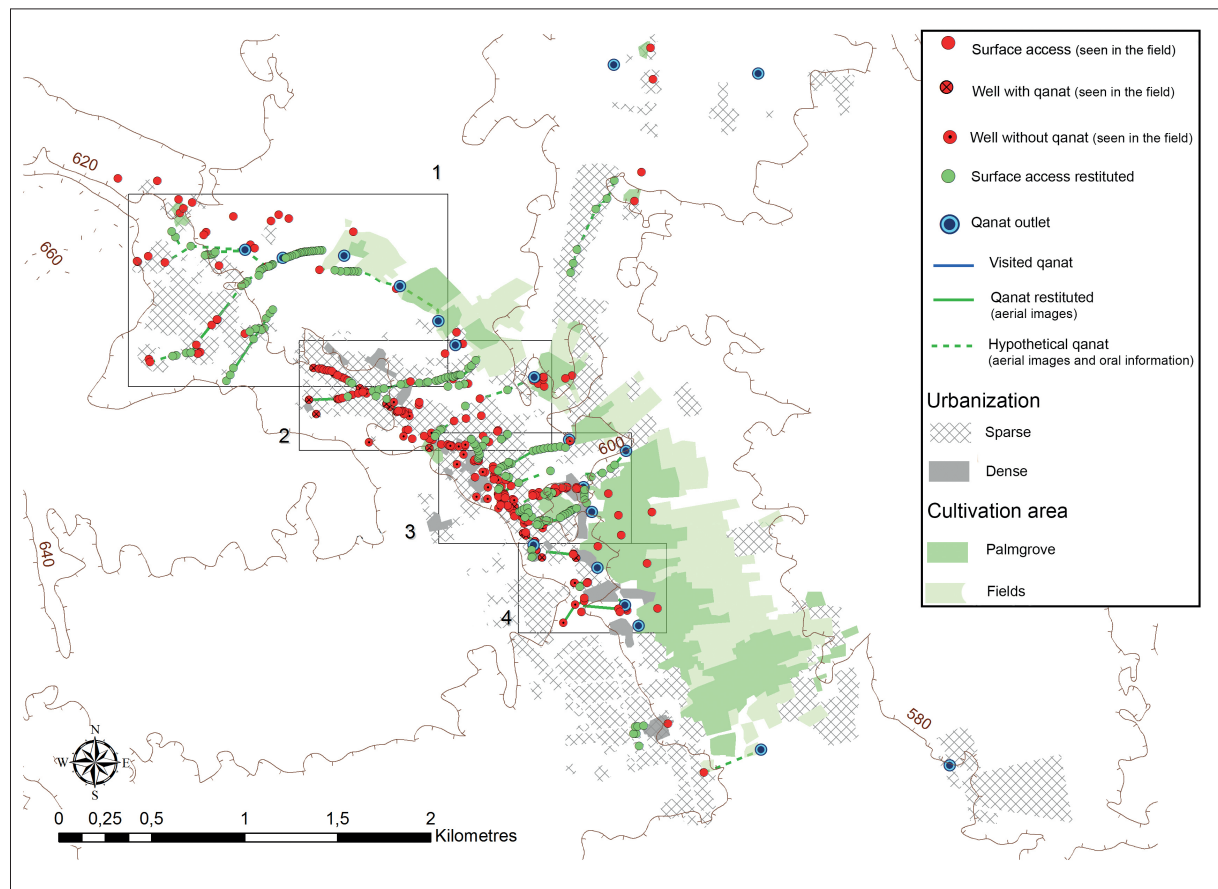 Surface access (seen in the field)
Well with qanat (seen in the field)
Well without qanat (seen in the field)
Surface access restituted
Qanat outlet
Visited qanat
Qanat restituted
(aerial images)
Hypothetical qanat
(aerial images and oral information)
Urbanization
Sparse
Dense
Cultivation area
Palmgrove
Fields
620
660
1
2
600
3
640
4
580
N
W E
S
0 0,25 0,5 1 1,5 2
Kilometres